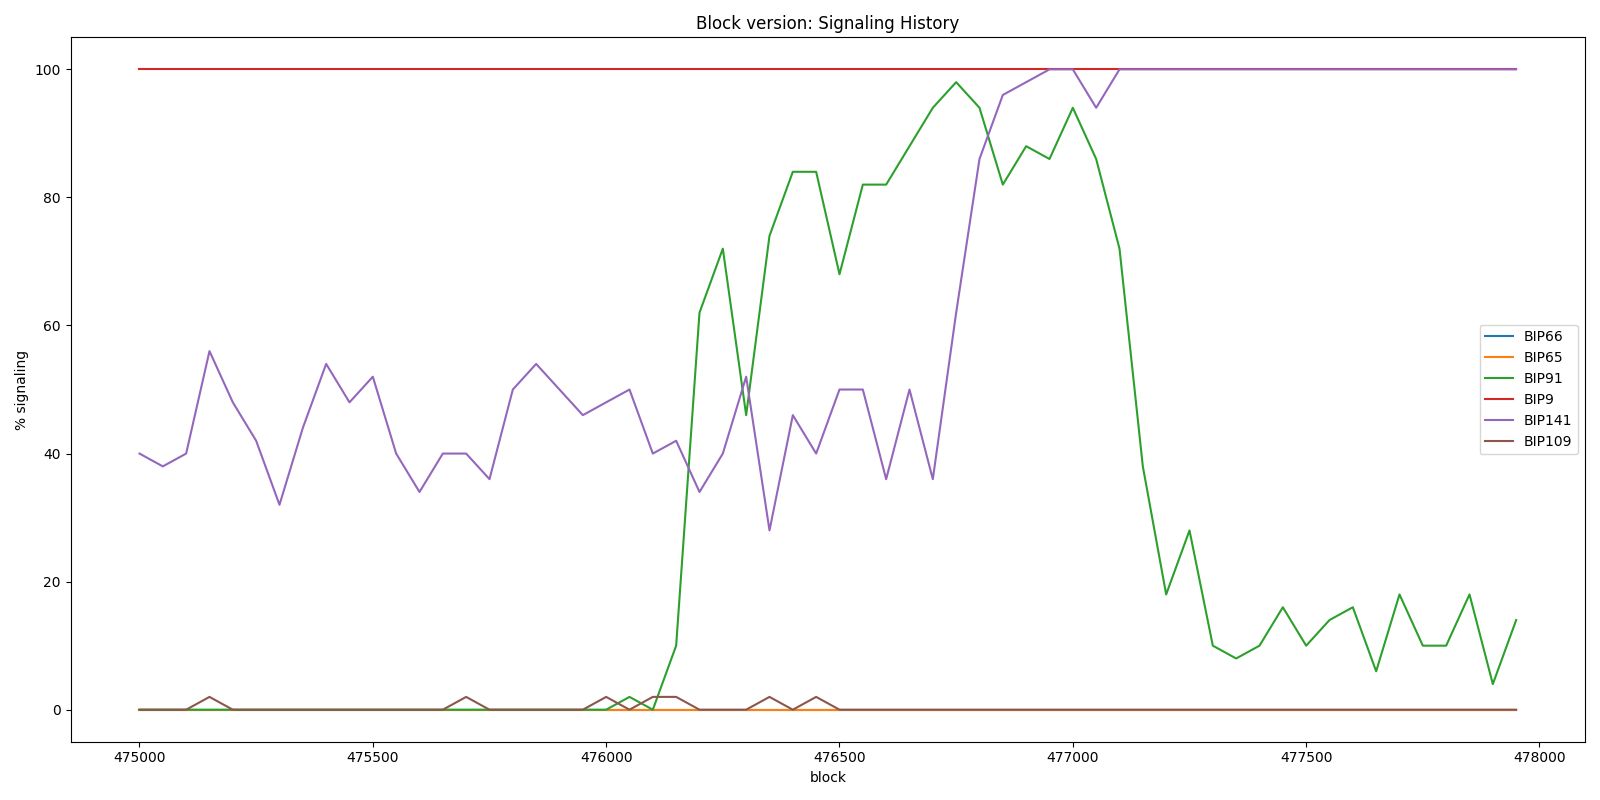 Block version: Signaling History
% signaling
100
80
60
40
20
0
475000 475500 476000 476500 477000 477500 478000
block
BIP66
BIP65
BIP91
BIP9
BIP141
BIP109